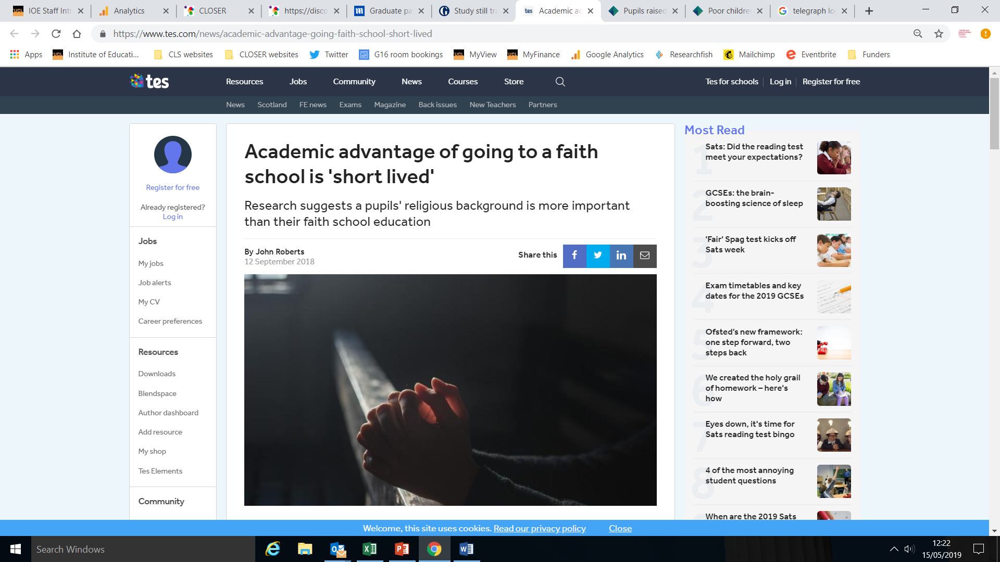 IOE Staff Intr
Analytics
CLOSER
https://disco
Graduate pa
Study still tra
tes Academic ac
Pupils raised
Poor childre
telegraph lo
https://www.tes.com/news/academic-advantage-going-faith-school-short-lived
Apps
UCL Institute of Educati...
CLS websites
CLOSER websites
Twitter
G16 room bookings
UCL MyView
UCL MyFinance
Google Analytics
Researchfish
Mailchimp
Eventbrite
Funders
tes
Resources
Jobs
Community
News
Courses
Store
Tes for schools
Log in
Register for free
News
Scotland
FE news
Exams
Magazine
Back issues
New Teachers
Partners
Register for free
Already registered?
Log in
Jobs
My jobs
Job alerts
My CV
Career preferences
Resources
Downloads
Blendspace
Author dashboard
Add resource
My shop
Tes Elements
Community
Academic advantage of going to a faith
school is 'short lived'
Research suggests a pupils' religious background is more important
than their faith school education
By John Roberts
12 September 2018
Share this
Most Read
1
Sats: Did the reading test
meet your expectations?
2
GCSEs: the brain-
boosting science of sleep
3
'Fair' Spag test kicks off
Sats week
4
Exam timetables and key
dates for the 2019 GCSEs
5
Ofsted’s new framework:
one step forward, two
steps back
6
We created the holy grail
of homework – here's
how
7
Eyes down, it's time for
Sats reading test bingo
8
4 of the most annoying
student questions
When are the 2019 Sats
Welcome, this site uses cookies. Read our privacy policy
Close
Search Windows
12:22
15/05/2019